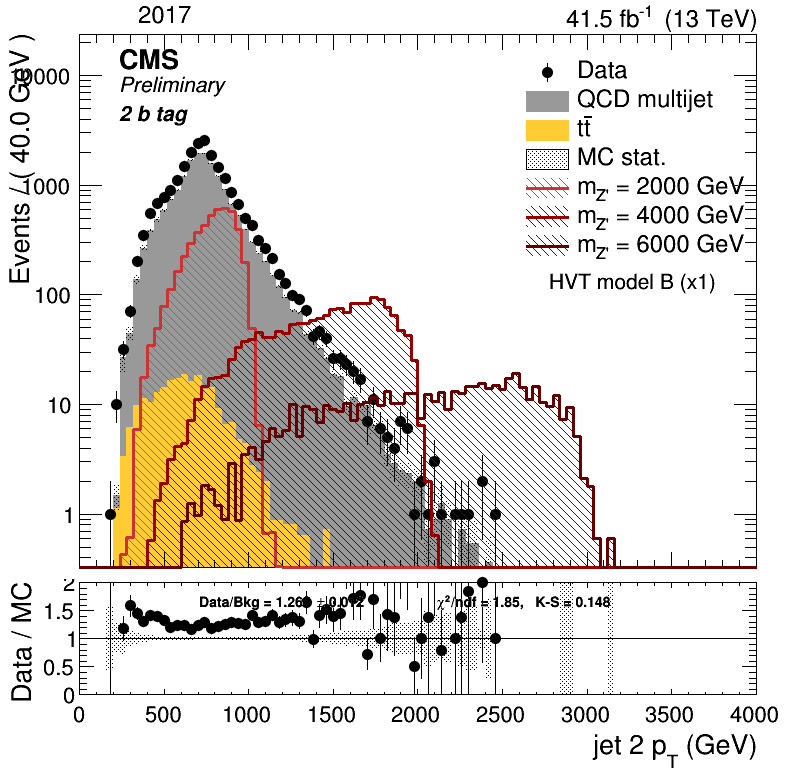 2017
41.5 fb⁻¹ (13 TeV)
CMS
Preliminary
2 b tag
Data
QCD multijet
tt̄
MC stat.
m_Z' = 2000 GeV
m_Z' = 4000 GeV
m_Z' = 6000 GeV
HVT model B (x1)
Events / ( 40.0 GeV )
10000
1000
100
10
1
Data/Bkg = ± 0.012
χ²/ndf = 1.85, K-S = 0.148
Data / MC
2
1.5
1
0.5
0
0 500 1000 1500 2000 2500 3000 3500 4000
jet 2 p_T (GeV)